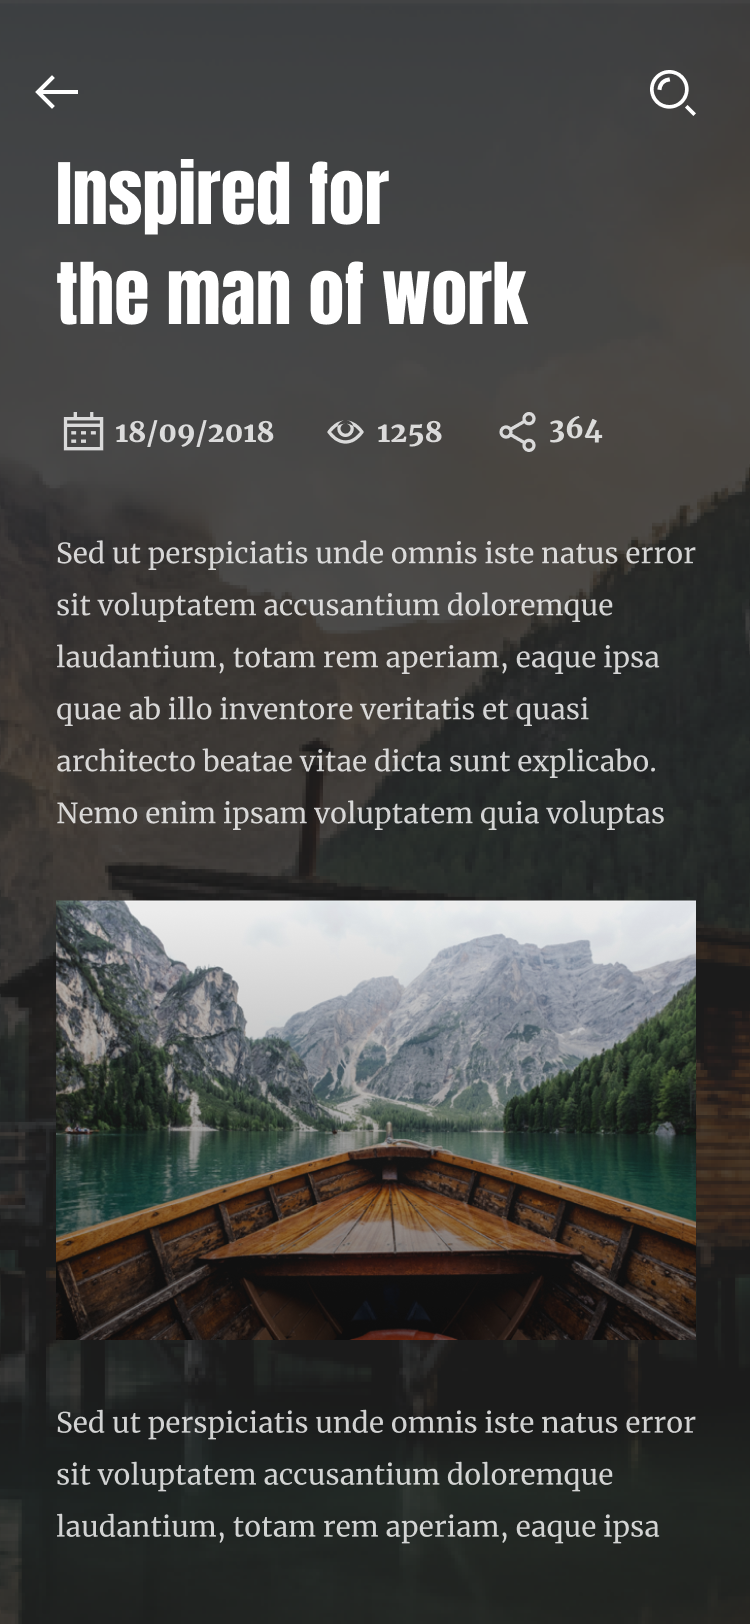 Inspired for
the man of work
18/09/2018 1258 364
Sed ut perspiciatis unde omnis iste natus error
sit voluptatem accusantium doloremque
laudantium, totam rem aperiam, eaque ipsa
quae ab illo inventore veritatis et quasi
architecto beatae vitae dicta sunt explicabo.
Nemo enim ipsam voluptatem quia voluptas
Sed ut perspiciatis unde omnis iste natus error
sit voluptatem accusantium doloremque
laudantium, totam rem aperiam, eaque ipsa